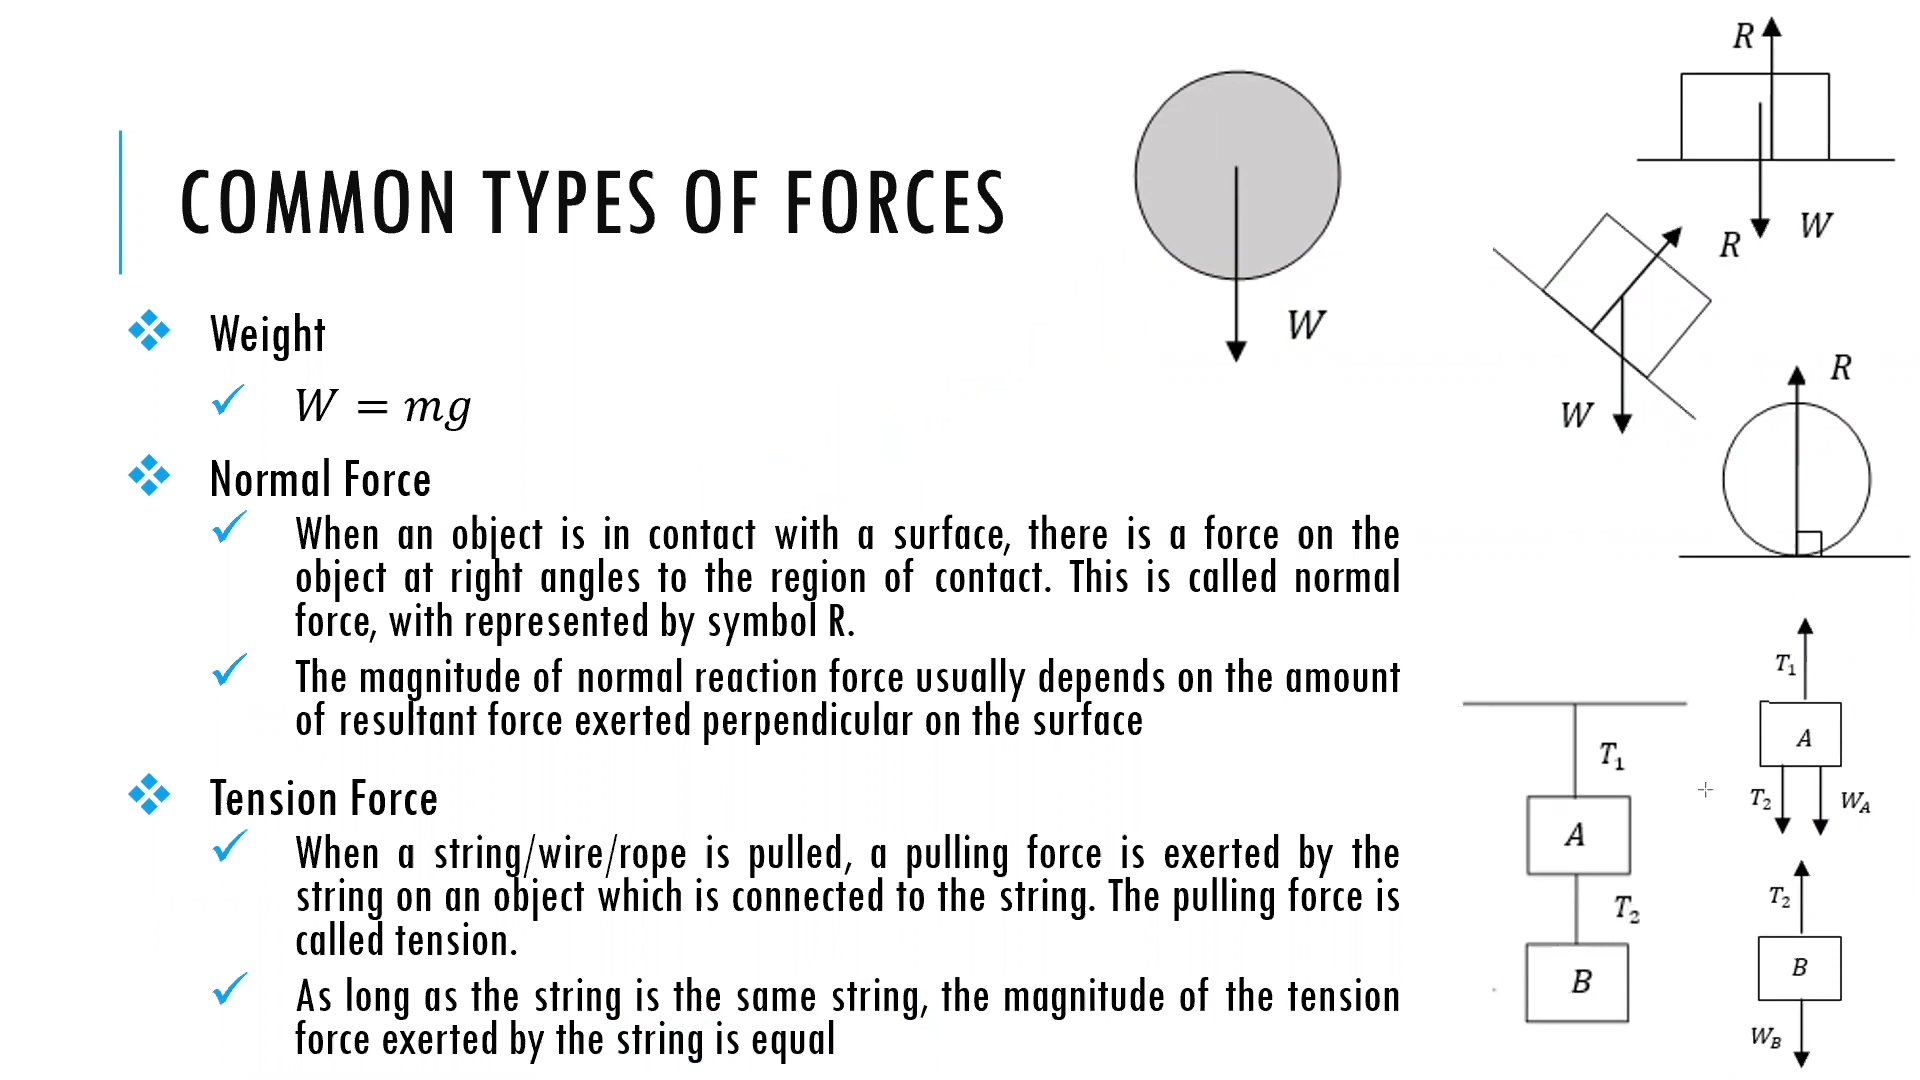 COMMON TYPES OF FORCES
Weight
W = mg
Normal Force
When an object is in contact with a surface, there is a force on the
object at right angles to the region of contact. This is called normal
force, with represented by symbol R.
The magnitude of normal reaction force usually depends on the amount
of resultant force exerted perpendicular on the surface
Tension Force
When a string/wire/rope is pulled, a pulling force is exerted by the
string on an object which is connected to the string. The pulling force is
called tension.
As long as the string is the same string, the magnitude of the tension
force exerted by the string is equal
W
R
W
R
W
R
T₁
A
T₂
B
T₁
A
T₂
W_A
T₂
B
W_B